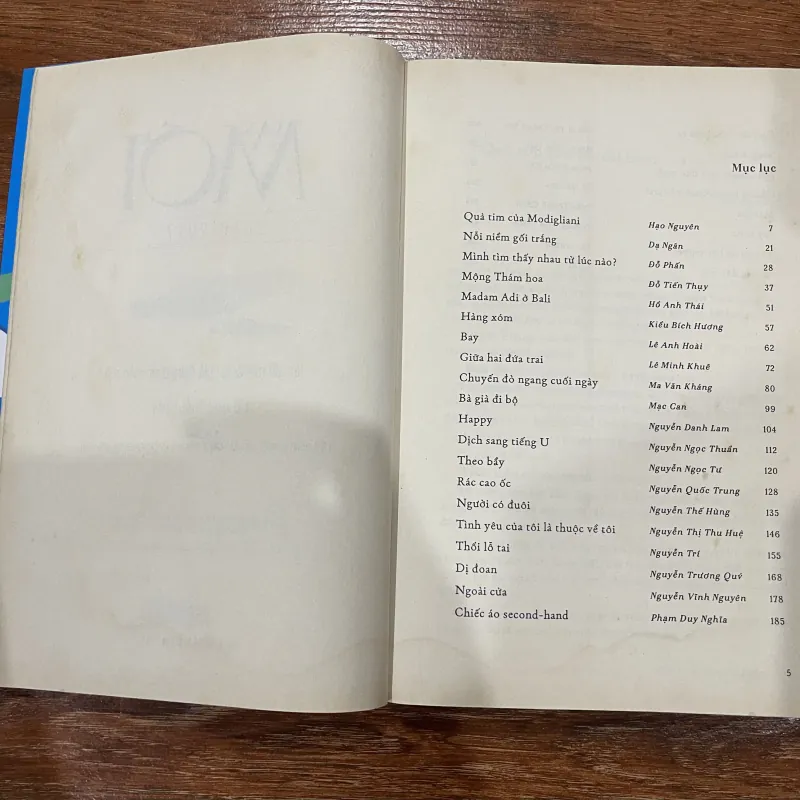 Mục lục
Quả tim của Modigliani Hạo Nguyên 7
Nỗi niềm gối trắng Dạ Ngân 21
Mình tìm thấy nhau từ lúc nào? Đỗ Phấn 28
Mộng Thám hoa Đỗ Tiến Thụy 37
Madam Adi ở Bali Hồ Anh Thái 51
Hàng xóm Kiều Bích Hương 57
Bay Lê Anh Hoài 62
Giữa hai đứa trai Lê Minh Khuê 72
Chuyến đò ngang cuối ngày Ma Văn Kháng 80
Bà già đi bộ Mạc Can 99
Happy Nguyễn Danh Lam 104
Dịch sang tiếng U Nguyễn Ngọc Thuần 112
Theo bầy Nguyễn Ngọc Tư 120
Rác cao ốc Nguyễn Quốc Trung 128
Người có đuôi Nguyễn Thế Hùng 135
Tình yêu của tôi là thuộc về tôi Nguyễn Thị Thu Huệ 146
Thổi lỗ tai Nguyễn Trí 155
Dị đoan Nguyễn Trương Quý 168
Ngoài cửa Nguyễn Vĩnh Nguyên 178
Chiếc áo second-hand Phạm Duy Nghĩa 185
5